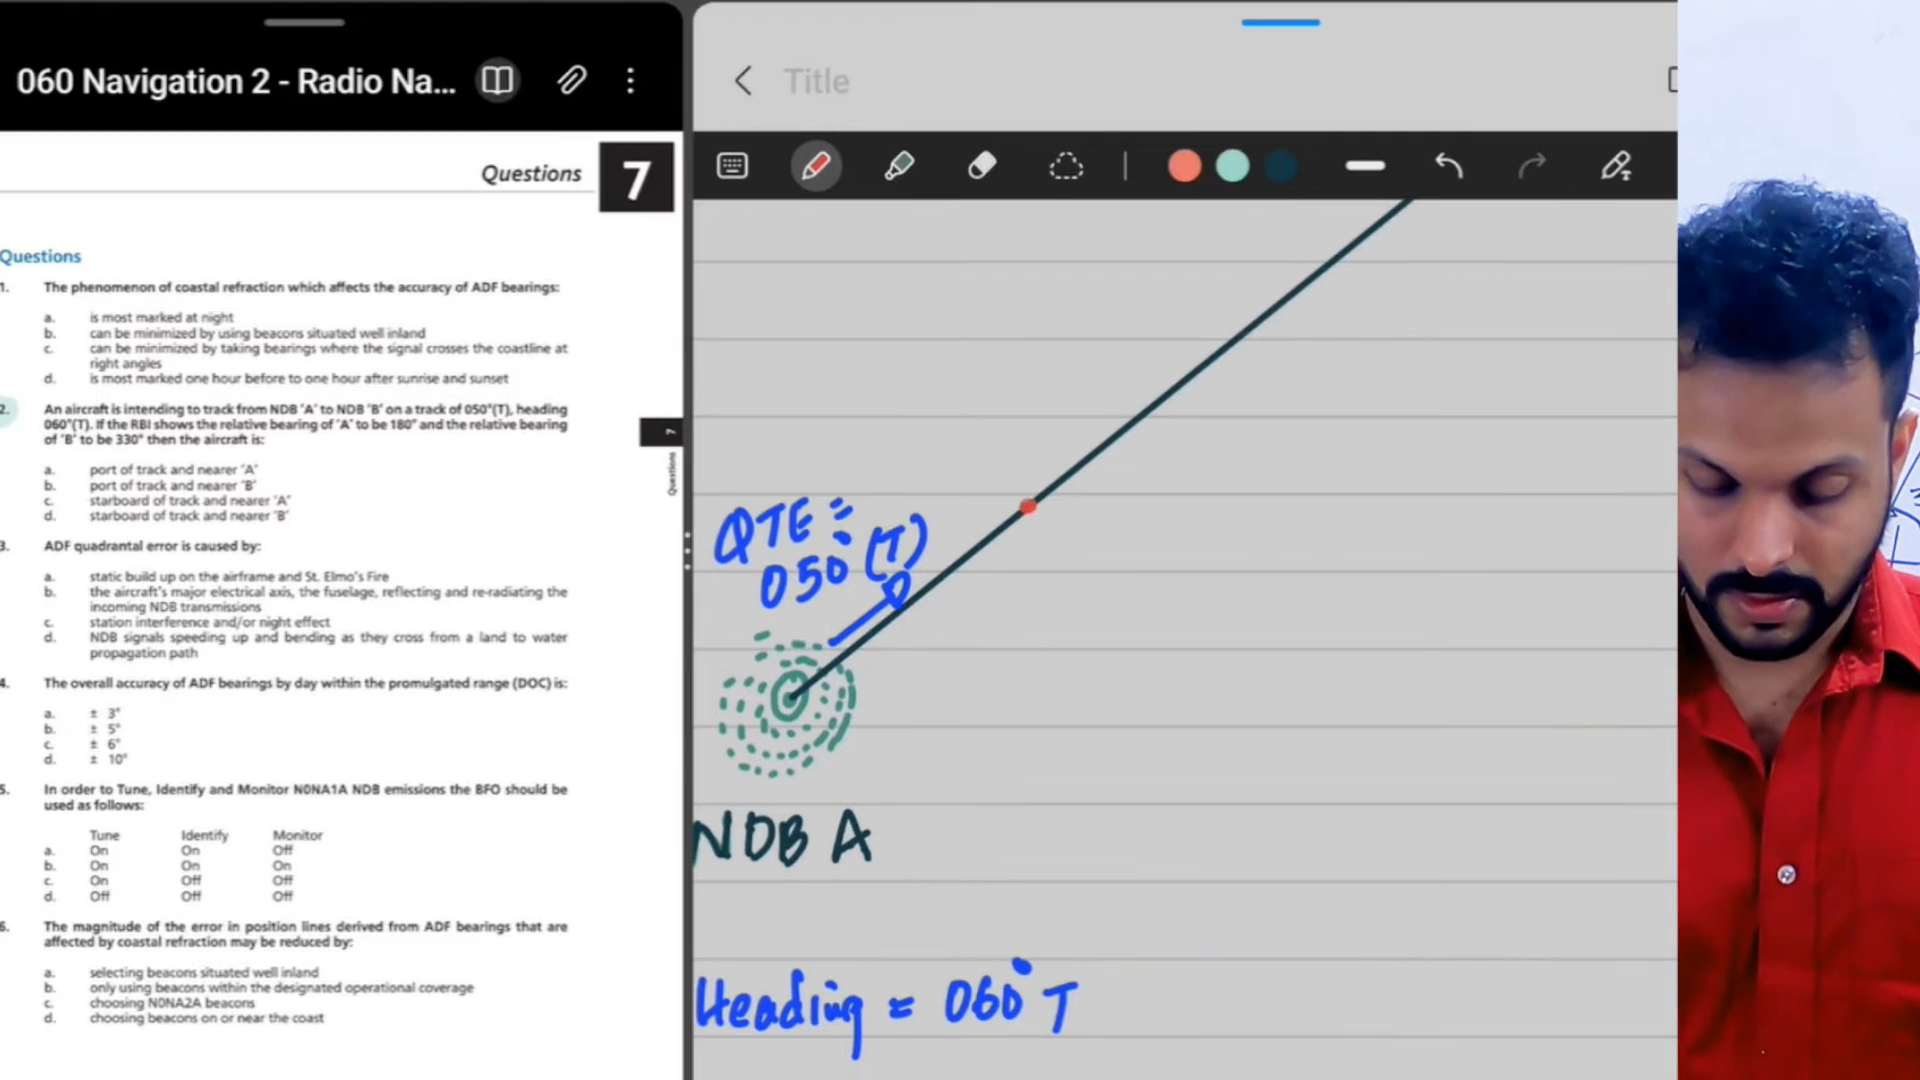 060 Navigation 2 - Radio Na...
Questions
7
Questions
1. The phenomenon of coastal refraction which affects the accuracy of ADF bearings:
a. is most marked at night
b. can be minimized by using beacons situated well inland
c. can be minimized by taking bearings where the signal crosses the coastline at
right angles
d. is most marked one hour before to one hour after sunrise and sunset
2. An aircraft is intending to track from NDB 'A' to NDB 'B' on a track of 050°(T), heading
060°(T). If the RBI shows the relative bearing of 'A' to be 180° and the relative bearing
of 'B' to be 330° then the aircraft is:
a. port of track and nearer 'A'
b. port of track and nearer 'B'
c. starboard of track and nearer 'A'
d. starboard of track and nearer 'B'
3. ADF quadrantal error is caused by:
a. static build up on the airframe and St. Elmo's Fire
b. the aircraft's major electrical axis, the fuselage, reflecting and re-radiating the
incoming NDB transmissions
c. station interference and/or night effect
d. NDB signals speeding up and bending as they cross from a land to water
propagation path
4. The overall accuracy of ADF bearings by day within the promulgated range (DOC) is:
a. ± 3°
b. ± 5°
c. ± 6°
d. ± 10°
5. In order to Tune, Identify and Monitor N0NA1A NDB emissions the BFO should be
used as follows:
Tune Identify Monitor
a. On On Off
b. On On On
c. On Off Off
d. Off Off Off
6. The magnitude of the error in position lines derived from ADF bearings that are
affected by coastal refraction may be reduced by:
a. selecting beacons situated well inland
b. only using beacons within the designated operational coverage
c. choosing N0NA2A beacons
d. choosing beacons on or near the coast
7
Questions
Title
QTE =
050° (T)
NDB A
Heading = 060° T